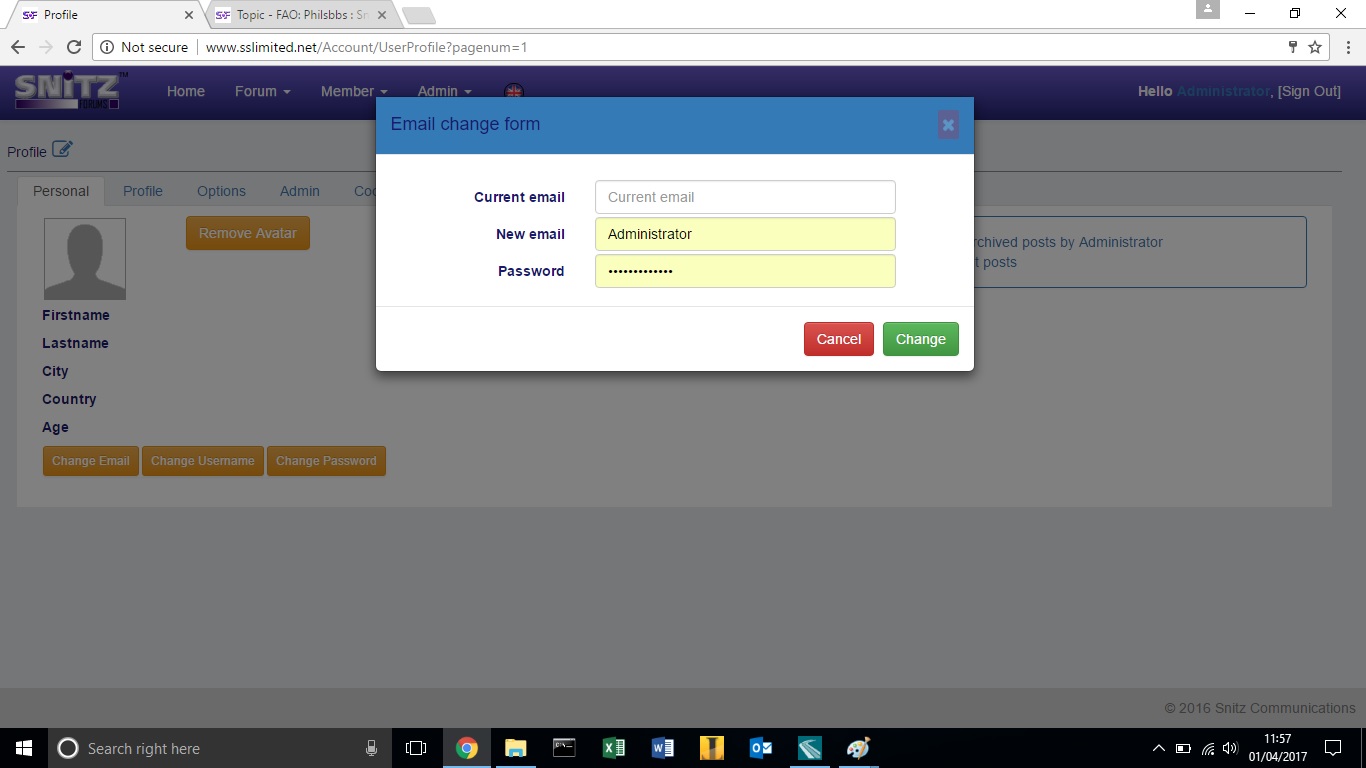 Profile
Topic - FAO: Philsbbs : Sn
Not secure www.sslimited.net/Account/UserProfile?pagenum=1
SNiTZ™
FORUMS
Home Forum Member Admin
Hello Administrator, [Sign Out]
Email change form
Profile
Personal Profile Options Admin Coo
Current email Current email
New email Administrator
Password •••••••••••••
Cancel Change
Remove Avatar
rchived posts by Administrator
t posts
Firstname
Lastname
City
Country
Age
Change Email Change Username Change Password
© 2016 Snitz Communications
Search right here
11:57
01/04/2017